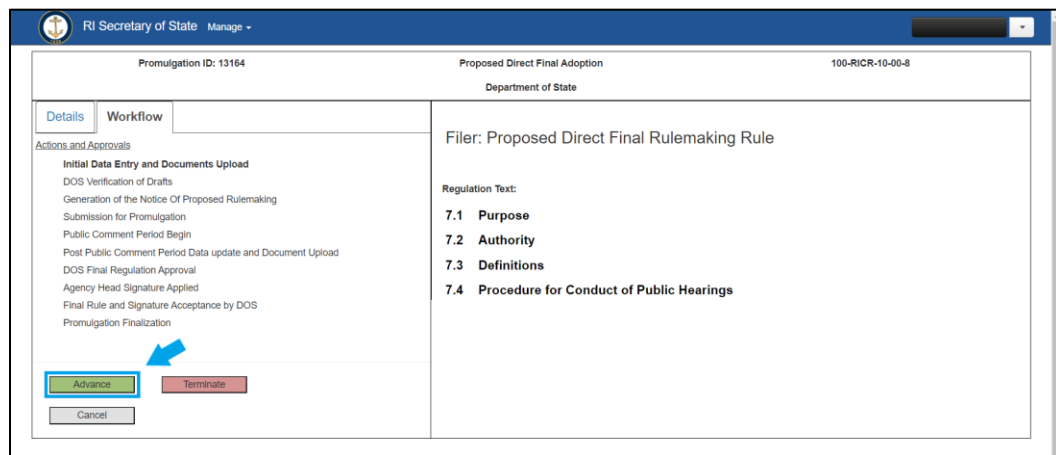 RI Secretary of State Manage
Promulgation ID: 13164 Proposed Direct Final Adoption 100-RICR-10-00-8
Department of State
Details Workflow
Actions and Approvals
Initial Data Entry and Documents Upload
DOS Verification of Drafts
Generation of the Notice Of Proposed Rulemaking
Submission for Promulgation
Public Comment Period Begin
Post Public Comment Period Data update and Document Upload
DOS Final Regulation Approval
Agency Head Signature Applied
Final Rule and Signature Acceptance by DOS
Promulgation Finalization
Advance Terminate
Cancel
Filer: Proposed Direct Final Rulemaking Rule
Regulation Text:
7.1 Purpose
7.2 Authority
7.3 Definitions
7.4 Procedure for Conduct of Public Hearings